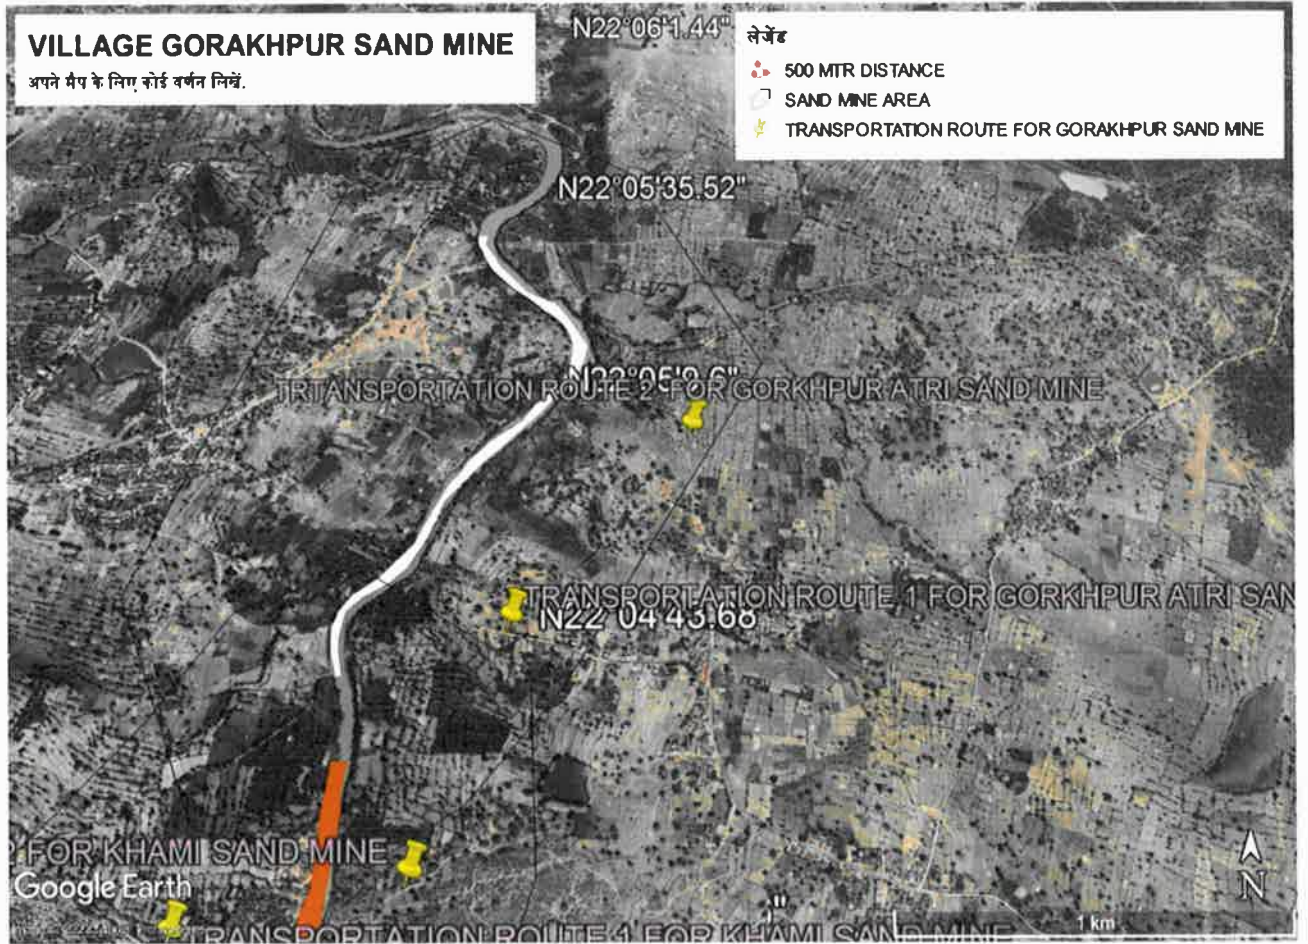 VILLAGE GORAKHPUR SAND MINE
अपने मैप के लिए कोई वर्णन लिखें.
N22°06'1.44"
लेजेंड
500 MTR DISTANCE
SAND MINE AREA
TRANSPORTATION ROUTE FOR GORAKHPUR SAND MINE
N22°05'35.52"
N22°05'9.6"
TRTANSPORTATION ROUTE 2 FOR GORKHPUR ATRI SAND MINE
TRANSPORTATION ROUTE 1 FOR GORKHPUR ATRI SAN
N22°04'43.68
FOR KHAMI SAND MINE
Google Earth
N
1 km
TRANSPORTATION ROUTE 1 FOR KHAMI SAND MINE